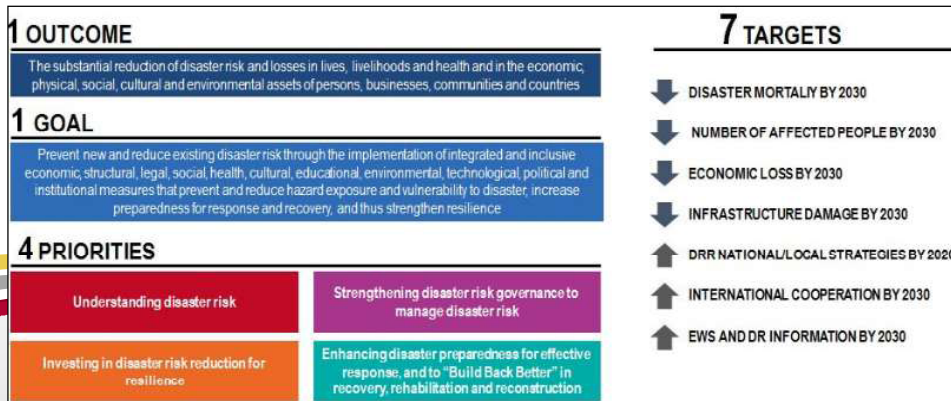 1 OUTCOME
The substantial reduction of disaster risk and losses in lives, livelihoods and health and in the economic,
physical, social, cultural and environmental assets of persons, businesses, communities and countries
1 GOAL
Prevent new and reduce existing disaster risk through the implementation of integrated and inclusive
economic, structural, legal, social, health, cultural, educational, environmental, technological, political and
institutional measures that prevent and reduce hazard exposure and vulnerability to disaster, increase
preparedness for response and recovery, and thus strengthen resilience
4 PRIORITIES
Understanding disaster risk
Strengthening disaster risk governance to
manage disaster risk
Investing in disaster risk reduction for
resilience
Enhancing disaster preparedness for effective
response, and to “Build Back Better” in
recovery, rehabilitation and reconstruction
7 TARGETS
DISASTER MORTALIY BY 2030
NUMBER OF AFFECTED PEOPLE BY 2030
ECONOMIC LOSS BY 2030
INFRASTRUCTURE DAMAGE BY 2030
DRR NATIONAL/LOCAL STRATEGIES BY 2020
INTERNATIONAL COOPERATION BY 2030
EWS AND DR INFORMATION BY 2030